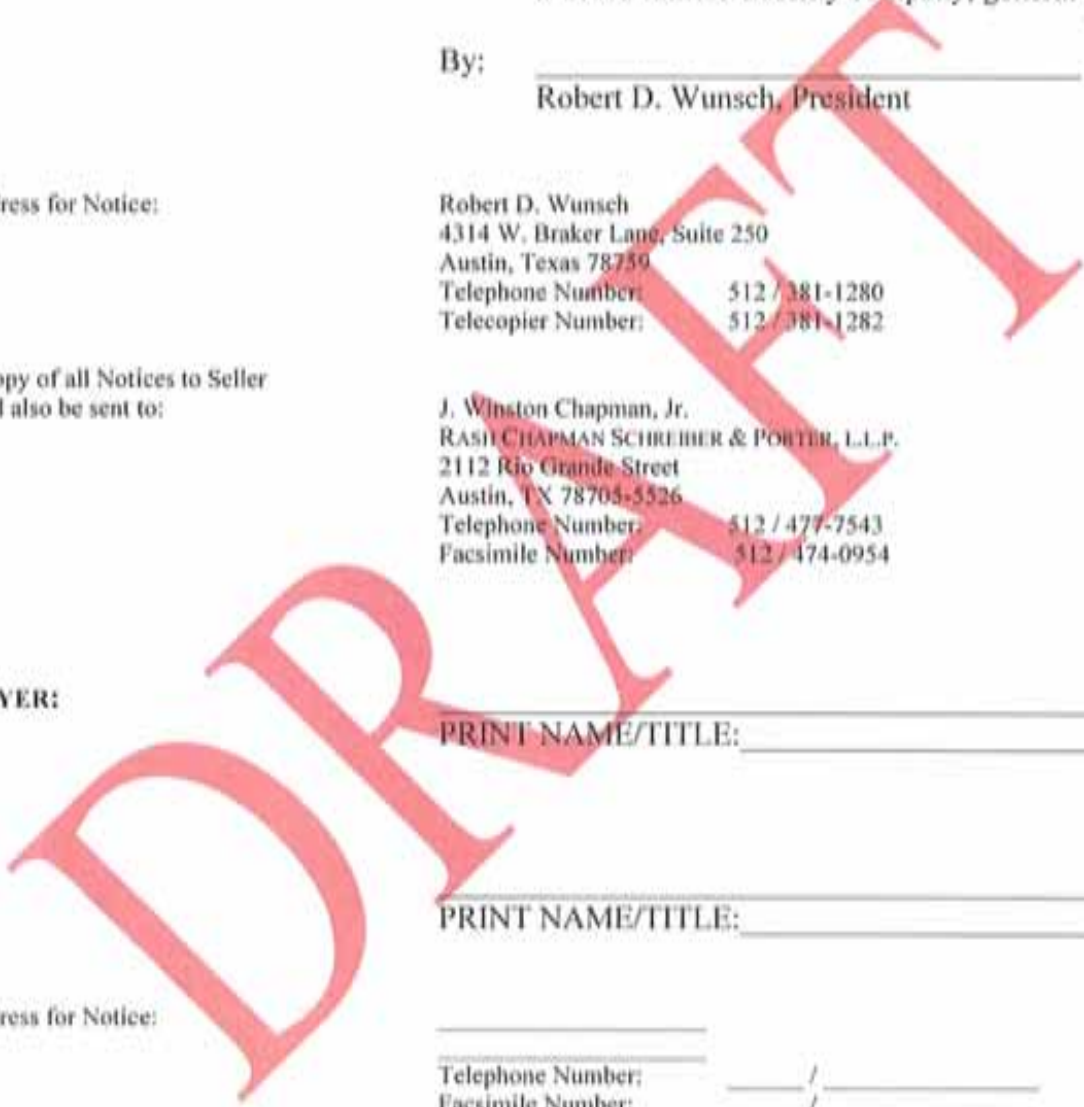 By:
Robert D. Wunsch, President
ress for Notice:
Robert D. Wunsch
4314 W. Braker Lane, Suite 250
Austin, Texas 78759
Telephone Number: 512 / 381-1280
Telecopier Number: 512 / 381-1282
opy of all Notices to Seller
l also be sent to:
J. Winston Chapman, Jr.
RASH CHAPMAN SCHREIBER & PORTER, L.L.P.
2112 Rio Grande Street
Austin, TX 78705-5526
Telephone Number: 512 / 477-7543
Facsimile Number: 512 / 474-0954
YER:
PRINT NAME/TITLE:
PRINT NAME/TITLE:
ress for Notice:
Telephone Number: /
Facsimile Number: /
DRAFT